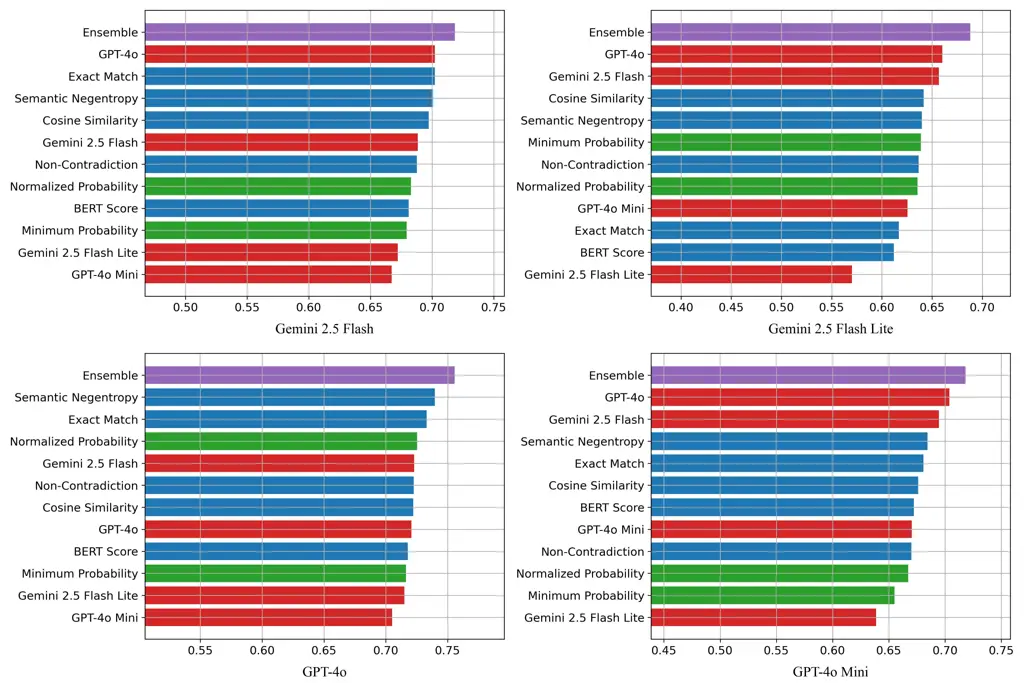 Ensemble
GPT-4o
Exact Match
Semantic Negentropy
Cosine Similarity
Gemini 2.5 Flash
Non-Contradiction
Normalized Probability
BERT Score
Minimum Probability
Gemini 2.5 Flash Lite
GPT-4o Mini
0.50 0.55 0.60 0.65 0.70 0.75
Gemini 2.5 Flash
Ensemble
GPT-4o
Gemini 2.5 Flash
Cosine Similarity
Semantic Negentropy
Minimum Probability
Non-Contradiction
Normalized Probability
GPT-4o Mini
Exact Match
BERT Score
Gemini 2.5 Flash Lite
0.40 0.45 0.50 0.55 0.60 0.65 0.70
Gemini 2.5 Flash Lite
Ensemble
Semantic Negentropy
Exact Match
Normalized Probability
Gemini 2.5 Flash
Non-Contradiction
Cosine Similarity
GPT-4o
BERT Score
Minimum Probability
Gemini 2.5 Flash Lite
GPT-4o Mini
0.55 0.60 0.65 0.70 0.75
GPT-4o
Ensemble
GPT-4o
Gemini 2.5 Flash
Semantic Negentropy
Exact Match
Cosine Similarity
BERT Score
GPT-4o Mini
Non-Contradiction
Normalized Probability
Minimum Probability
Gemini 2.5 Flash Lite
0.45 0.50 0.55 0.60 0.65 0.70 0.75
GPT-4o Mini